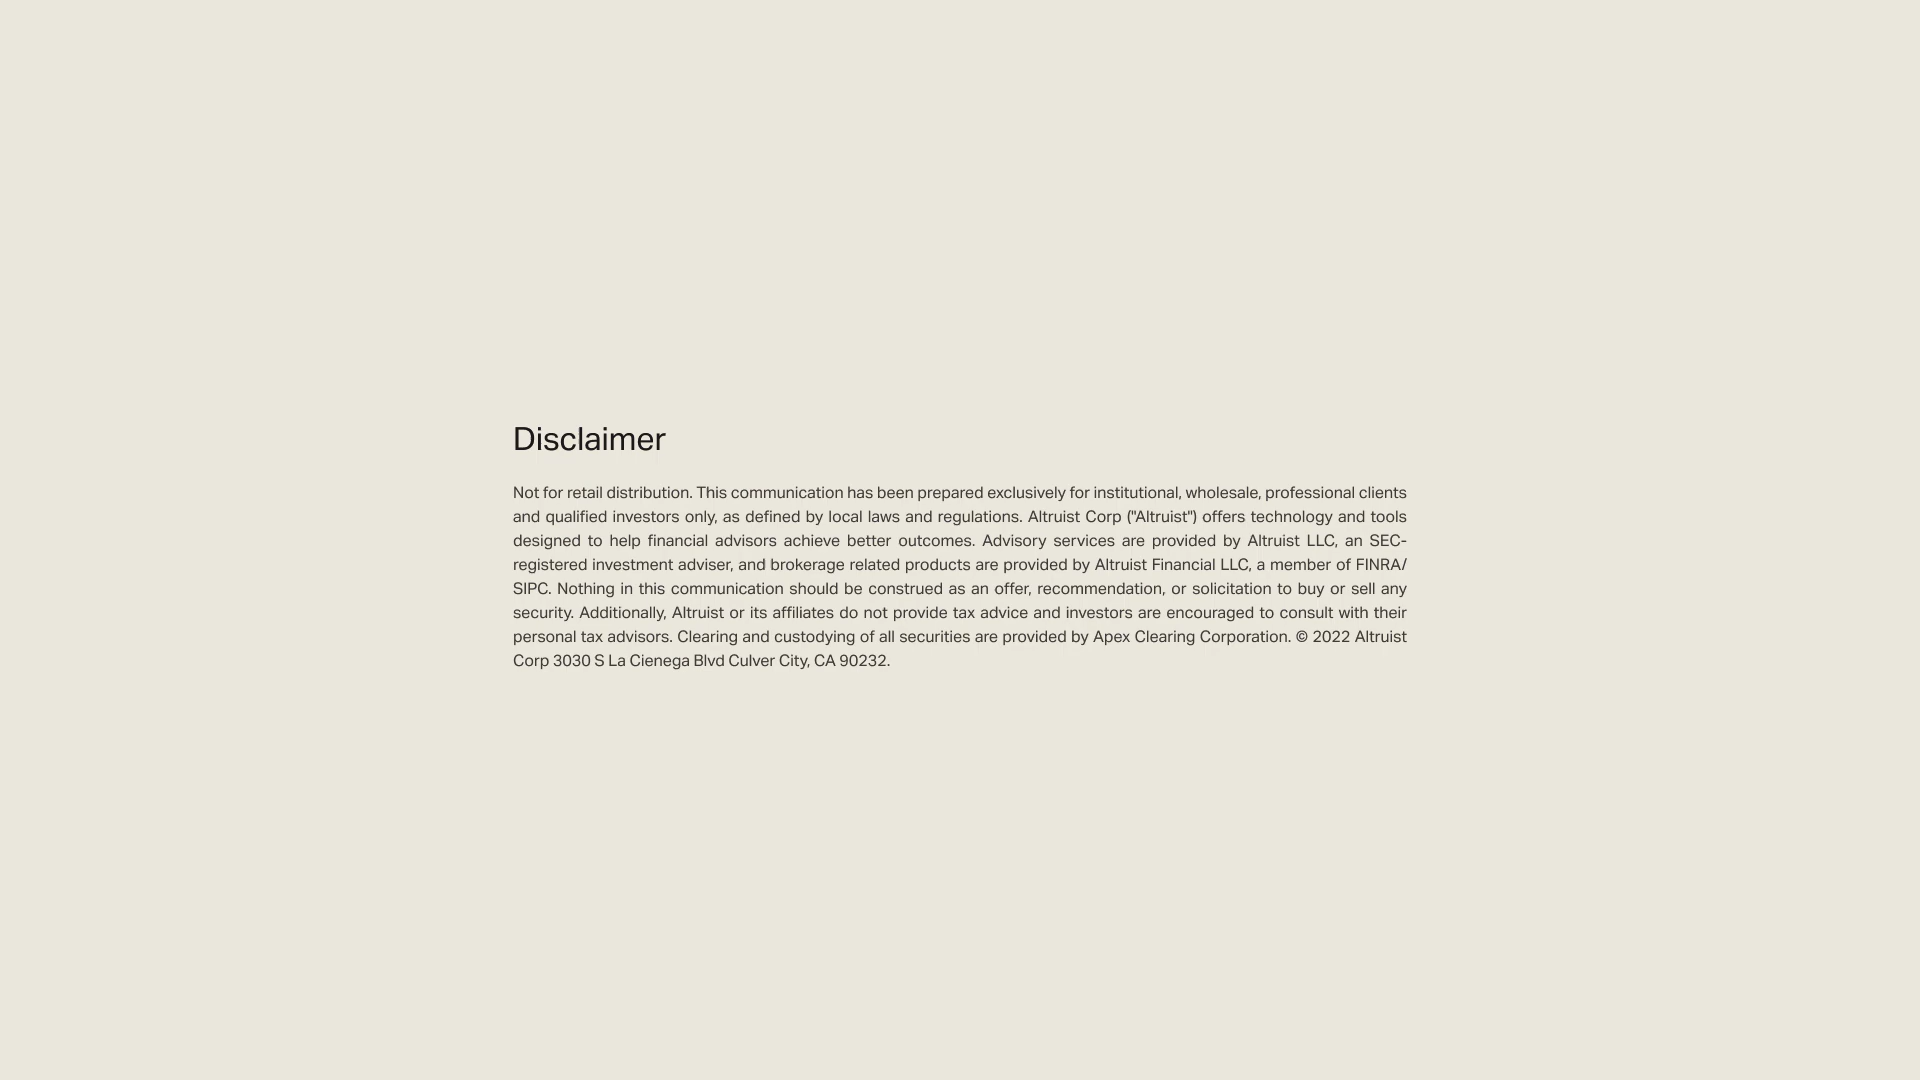 Disclaimer
Not for retail distribution. This communication has been prepared exclusively for institutional, wholesale, professional clients
and qualified investors only, as defined by local laws and regulations. Altruist Corp ("Altruist") offers technology and tools
designed to help financial advisors achieve better outcomes. Advisory services are provided by Altruist LLC, an SEC-
registered investment adviser, and brokerage related products are provided by Altruist Financial LLC, a member of FINRA/
SIPC. Nothing in this communication should be construed as an offer, recommendation, or solicitation to buy or sell any
security. Additionally, Altruist or its affiliates do not provide tax advice and investors are encouraged to consult with their
personal tax advisors. Clearing and custodying of all securities are provided by Apex Clearing Corporation. © 2022 Altruist
Corp 3030 S La Cienega Blvd Culver City, CA 90232.